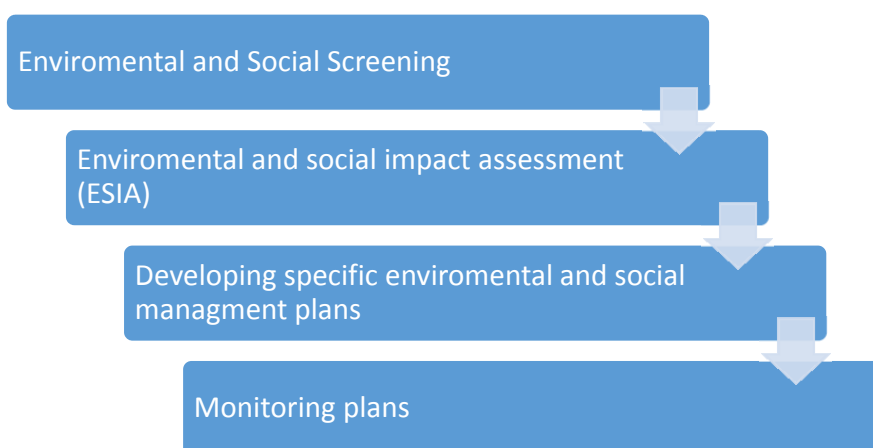 Enviromental and Social Screening
Enviromental and social impact assessment
(ESIA)
Developing specific enviromental and social
managment plans
Monitoring plans